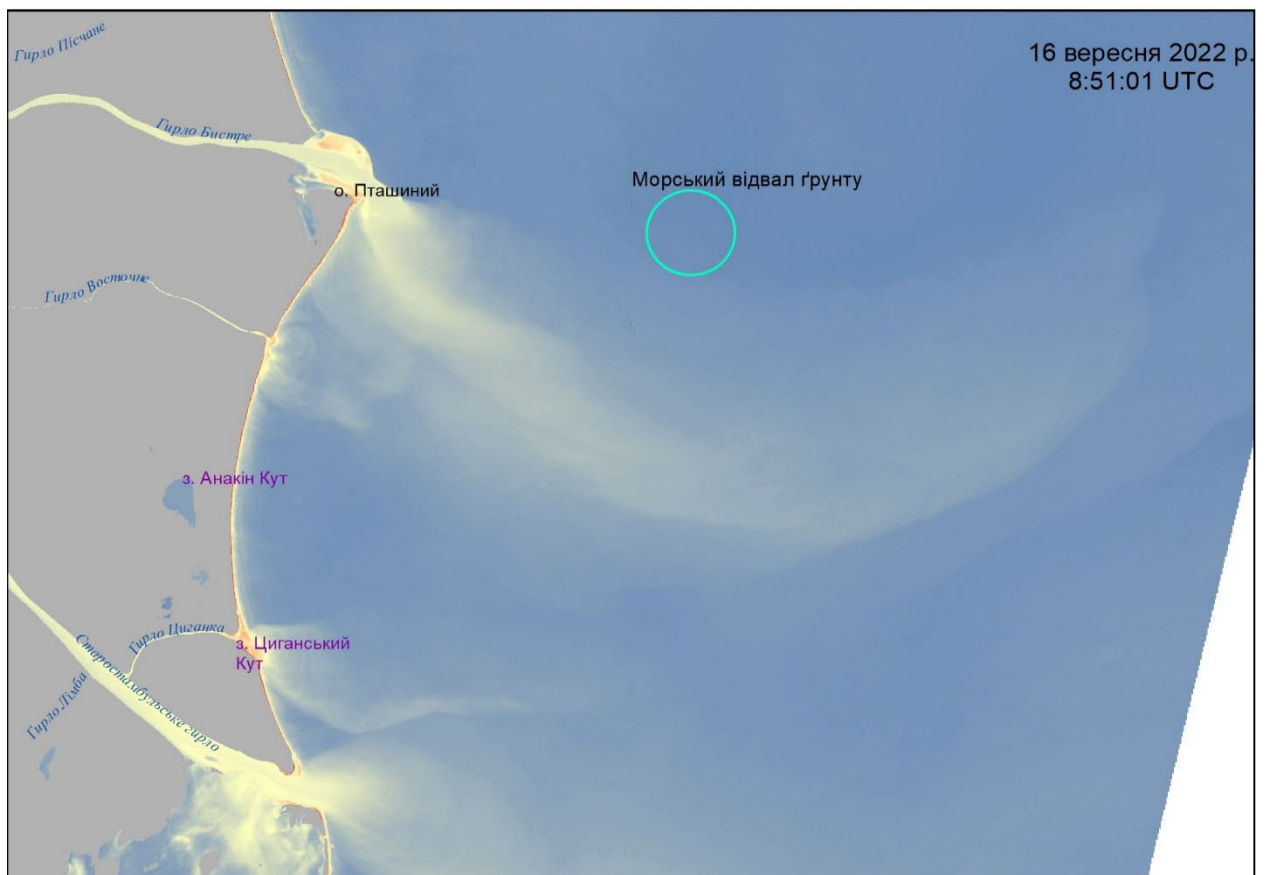 Гирло Пісчане
16 вересня 2022 р.
8:51:01 UTC
Гирло Бистре
о. Пташиний
Морський відвал ґрунту
Гирло Восточне
з. Анакін Кут
Гирло Циганка
з. Циганський
Кут
Старостамбульське гирло
Гирло Лімба